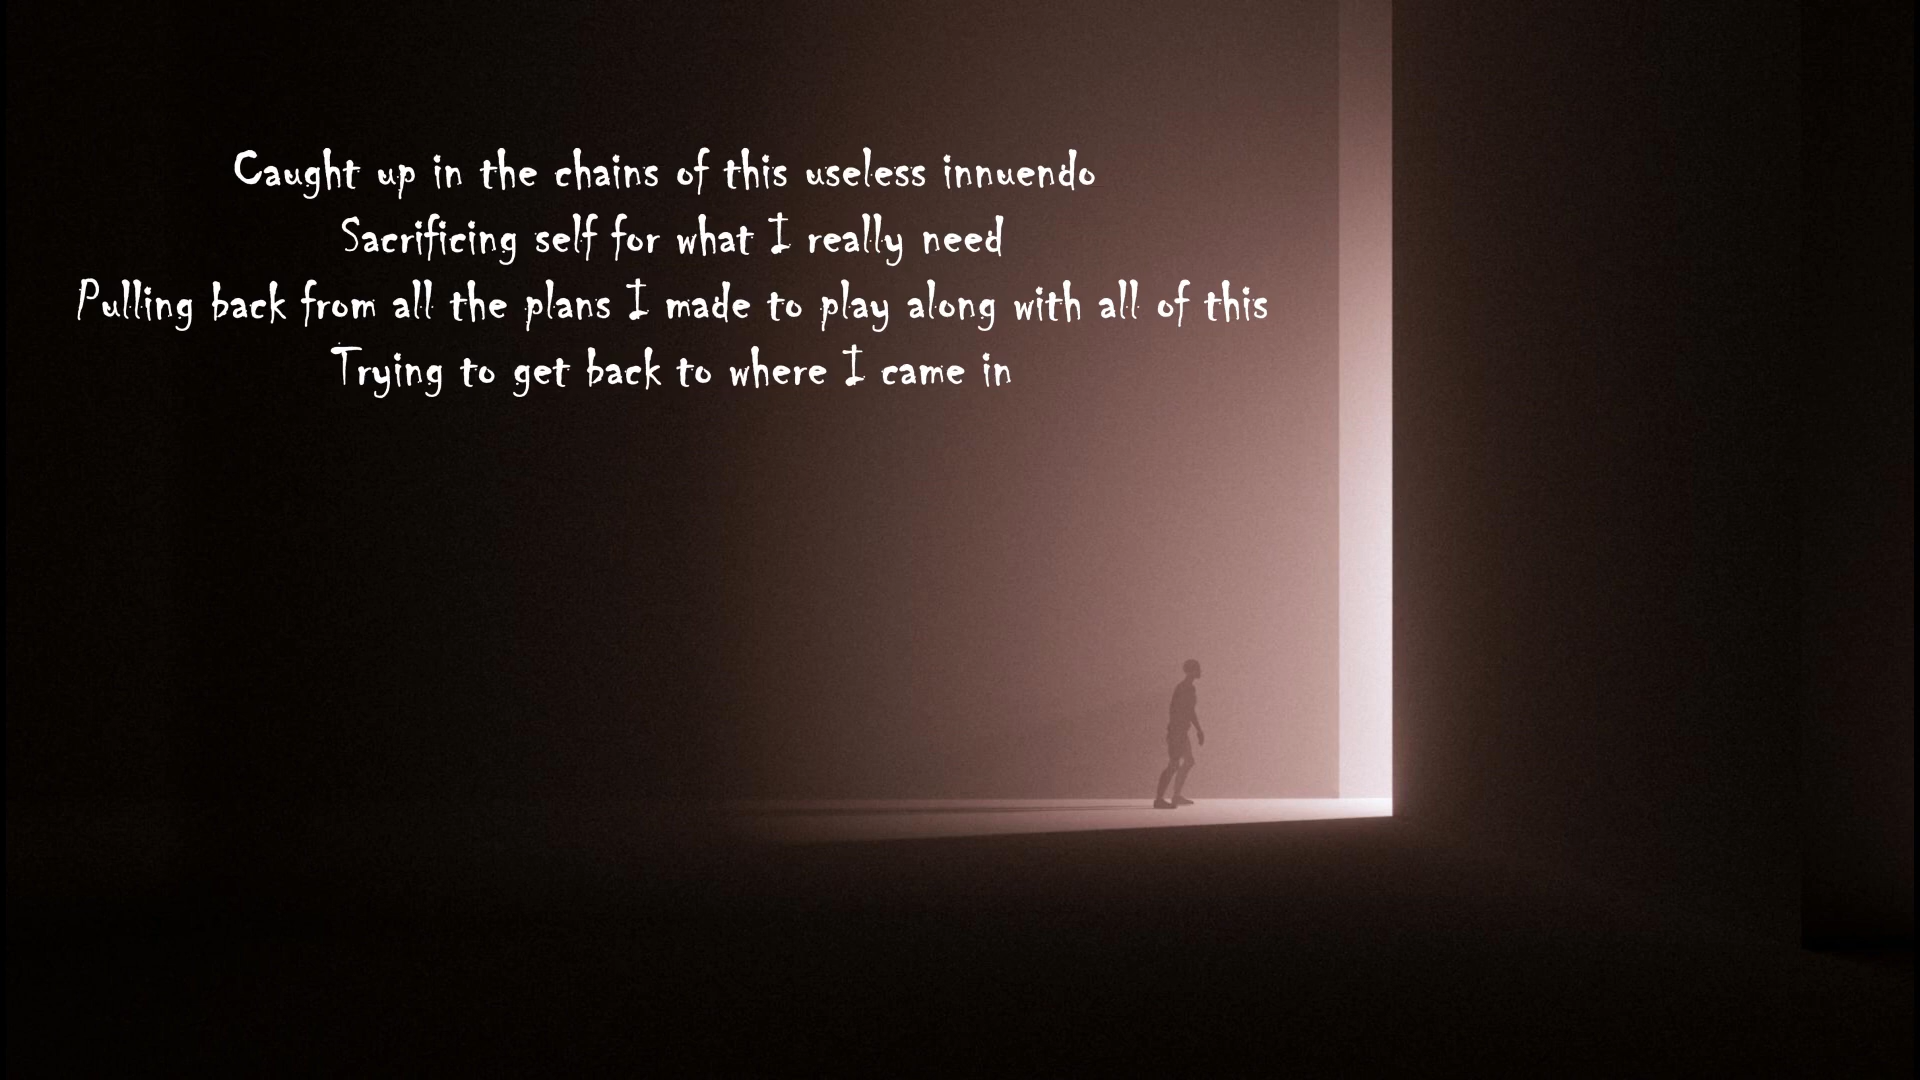 Caught up in the chains of this useless innuendo
Sacrificing self for what I really need
Pulling back from all the plans I made to play along with all of this
Trying to get back to where I came in